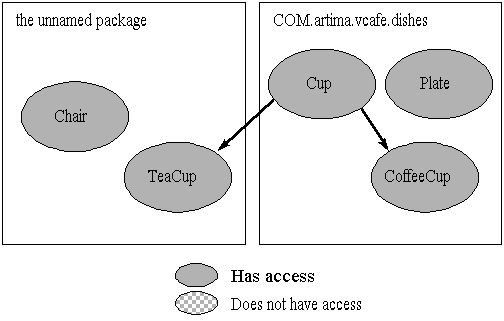 the unnamed package
COM.artima.vcafe.dishes
Cup
Plate
Chair
TeaCup
CoffeeCup
Has access
Does not have access